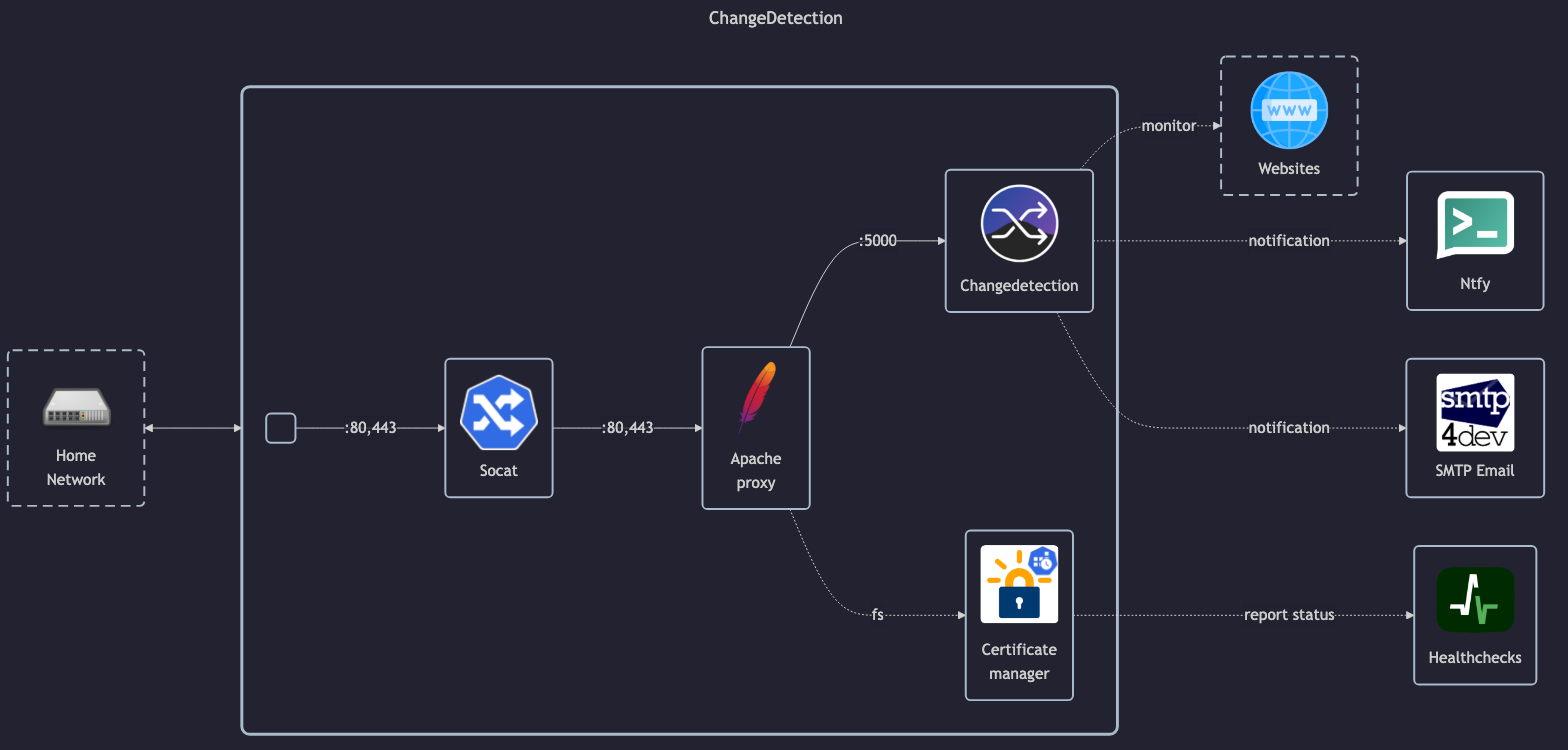 ChangeDetection
monitor
www
Websites
:5000
Changedetection
notification
>_
Ntfy
Home
Network
:80,443
Socat
:80,443
Apache
proxy
notification
smtp
4dev
SMTP Email
fs
Certificate
manager
report status
Healthchecks